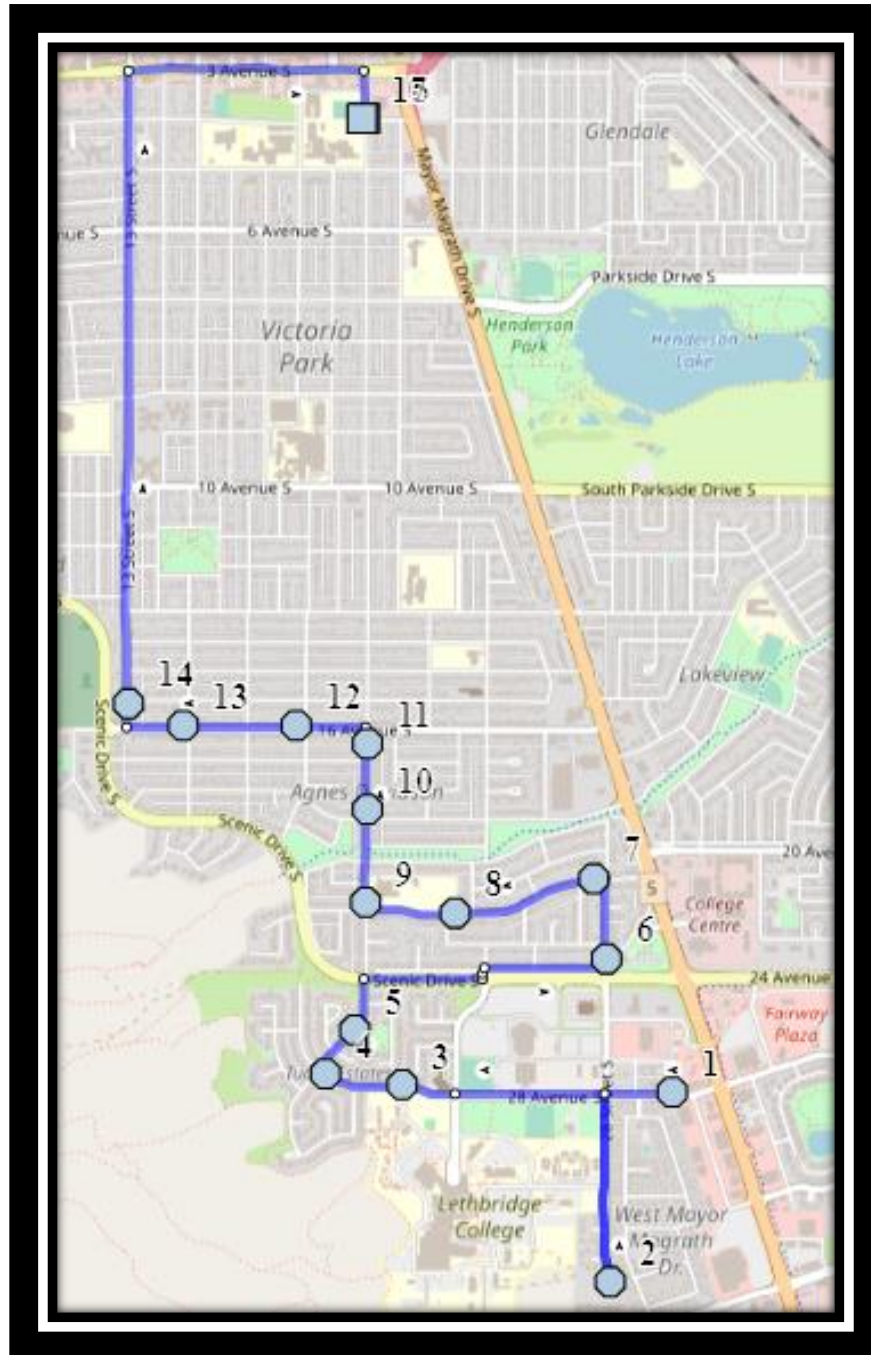 3 Avenue S
Glendale
13 Street S
Mayor Magrath Drive S
6 Avenue S
Parkside Drive S
Victoria
Park
Henderson
Park
Henderson
Lake
10 Avenue S
10 Avenue S
South Parkside Drive S
13 Street S
Lakeview
14
13
12
11
16 Avenue S
Scenic Drive S
10
Scenic Drive S
7
20 Ave
9
8
5
College
Centre
6
Scenic Drive S
24 Avenue
5
Fairway
Plaza
4
3
1
28 Avenue S
Lethbridge
College
West Mayor
Magrath
Dr.
2